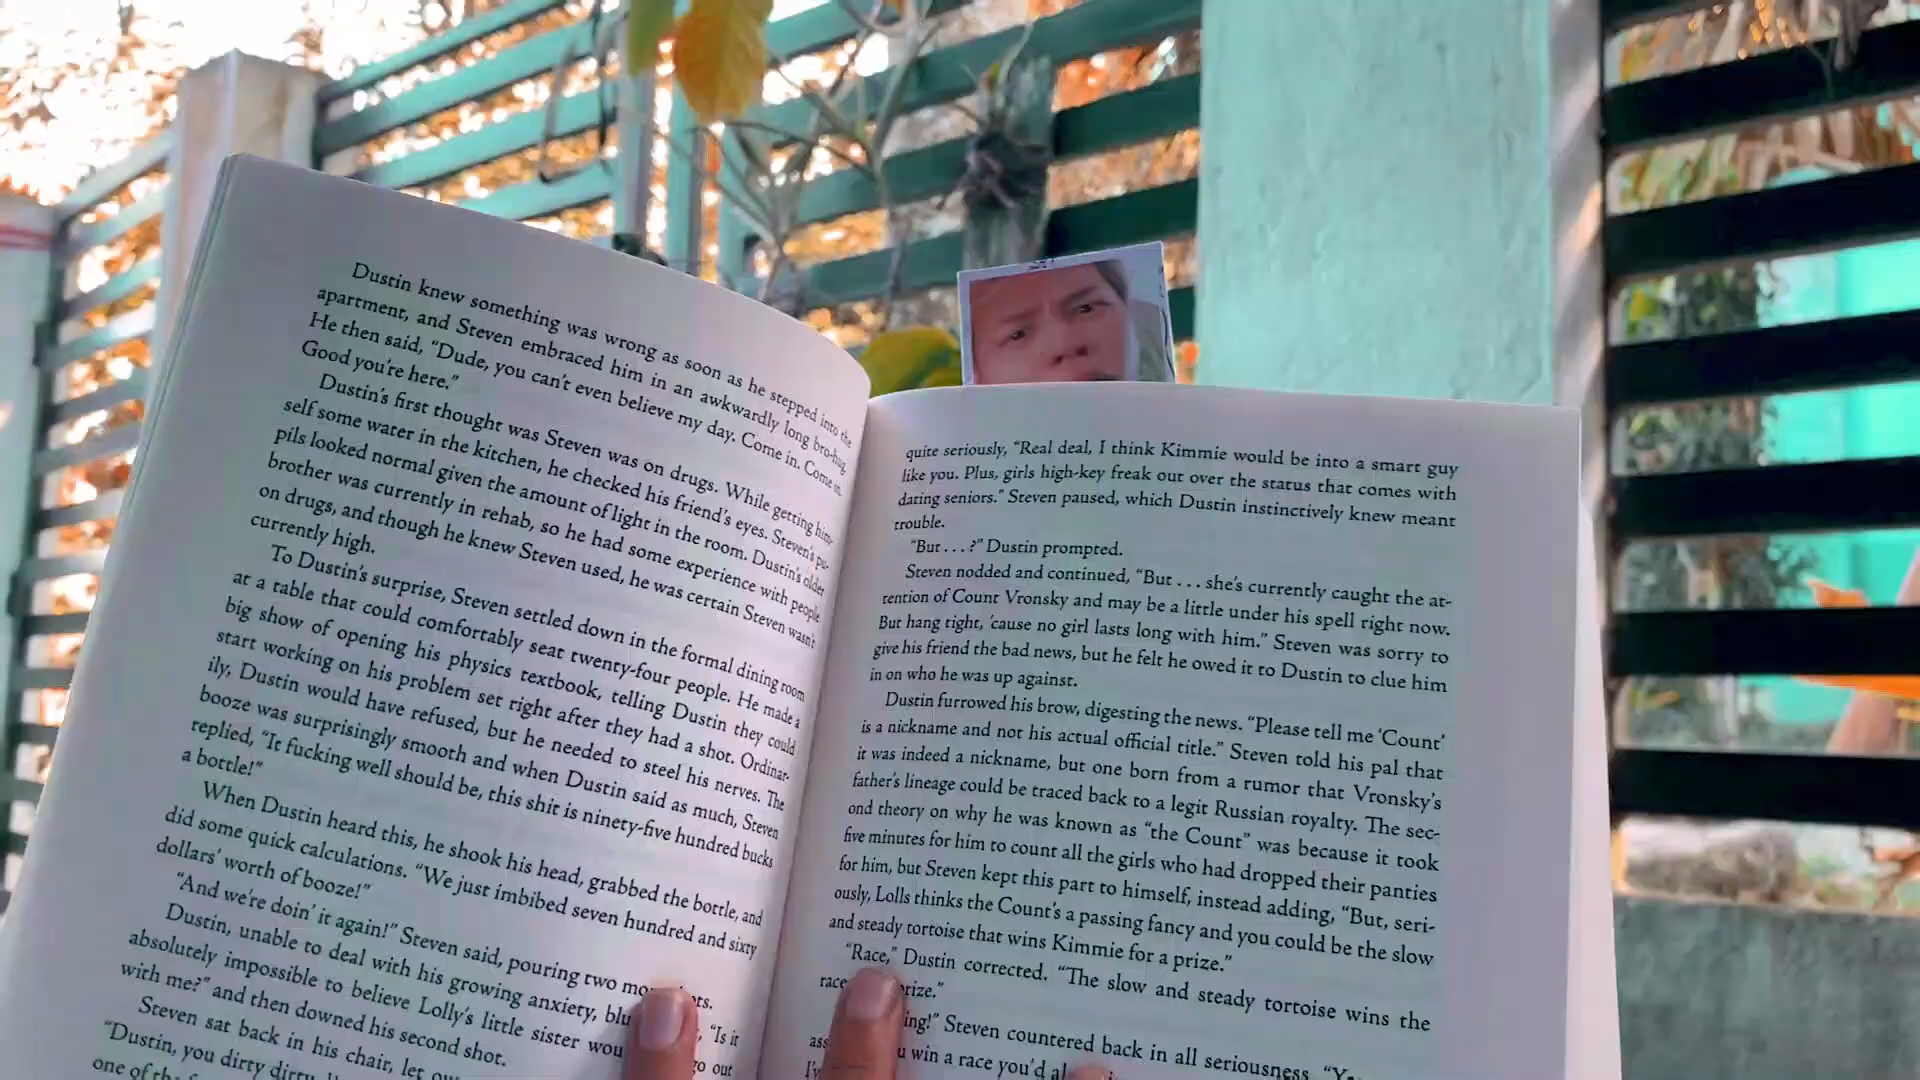 Dustin knew something was wrong as soon as he stepped into the
apartment, and Steven embraced him in an awkwardly long bro-hug.
He then said, “Dude, you can’t even believe my day. Come in. Come in.
Good you’re here.”
Dustin’s first thought was Steven was on drugs. While getting him-
self some water in the kitchen, he checked his friend’s eyes. Steven’s pu-
pils looked normal given the amount of light in the room. Dustin’s older
brother was currently in rehab, so he had some experience with people
on drugs, and though he knew Steven used, he was certain Steven wasn’t
currently high.
To Dustin’s surprise, Steven settled down in the formal dining room
at a table that could comfortably seat twenty-four people. He made a
big show of opening his physics textbook, telling Dustin they could
start working on his problem set right after they had a shot. Ordinar-
ily, Dustin would have refused, but he needed to steel his nerves. The
booze was surprisingly smooth and when Dustin said as much, Steven
replied, “It fucking well should be, this shit is ninety-five hundred bucks
a bottle!”
When Dustin heard this, he shook his head, grabbed the bottle, and
did some quick calculations. “We just imbibed seven hundred and sixty
dollars’ worth of booze!”
“And we’re doin’ it again!” Steven said, pouring two
Dustin, unable to deal with his growing anxiety, “Is it
absolutely impossible to believe Lolly’s little sister go out
with me?” and then downed his second shot.
Steven sat back in his chair, let
“Dustin, you dirty
one of
quite seriously, “Real deal, I think Kimmie would be into a smart guy
like you. Plus, girls high-key freak out over the status that comes with
dating seniors.” Steven paused, which Dustin instinctively knew meant
trouble.
“But . . . ?” Dustin prompted.
Steven nodded and continued, “But . . . she’s currently caught the at-
tention of Count Vronsky and may be a little under his spell right now.
But hang tight, ’cause no girl lasts long with him.” Steven was sorry to
give his friend the bad news, but he felt he owed it to Dustin to clue him
in on who he was up against.
Dustin furrowed his brow, digesting the news. “Please tell me ‘Count’
is a nickname and not his actual official title.” Steven told his pal that
it was indeed a nickname, but one born from a rumor that Vronsky’s
father’s lineage could be traced back to a legit Russian royalty. The sec-
ond theory on why he was known as “the Count” was because it took
five minutes for him to count all the girls who had dropped their panties
for him, but Steven kept this part to himself, instead adding, “But, seri-
ously, Lolls thinks the Count’s a passing fancy and you could be the slow
and steady tortoise that wins Kimmie for a prize.”
“Race,” Dustin corrected. “The slow and steady tortoise wins the
race
Steven countered back in all seriousness.
win a race you’d